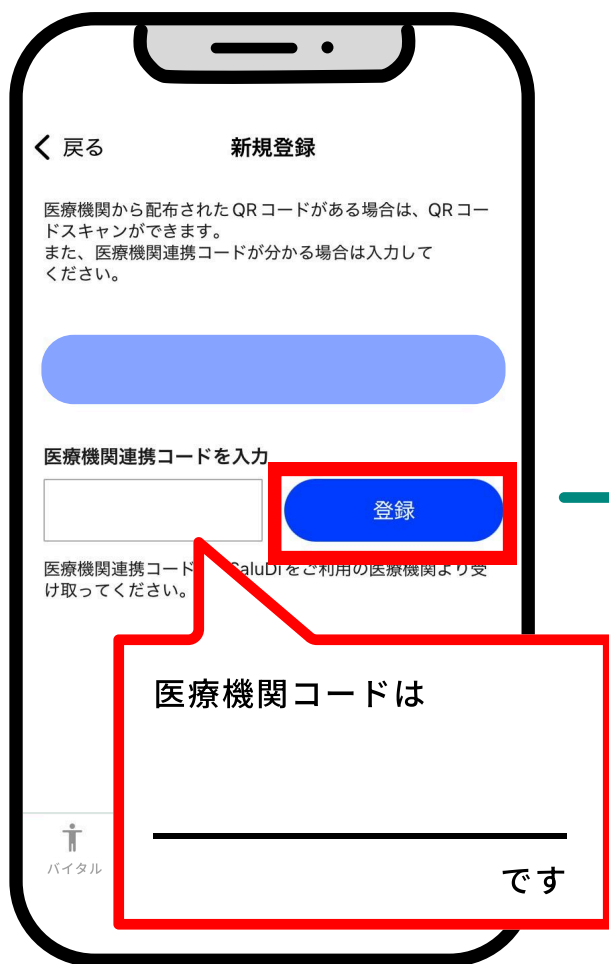 戻る
新規登録
医療機関から配布されたQRコードがある場合は、QRコー
ドスキャンができます。
また、医療機関連携コードが分かる場合は入力して
ください。
医療機関連携コードを入力
登録
医療機関連携コード SaluDiをご利用の医療機関より受
け取ってください。
医療機関コードは
です
バイタル